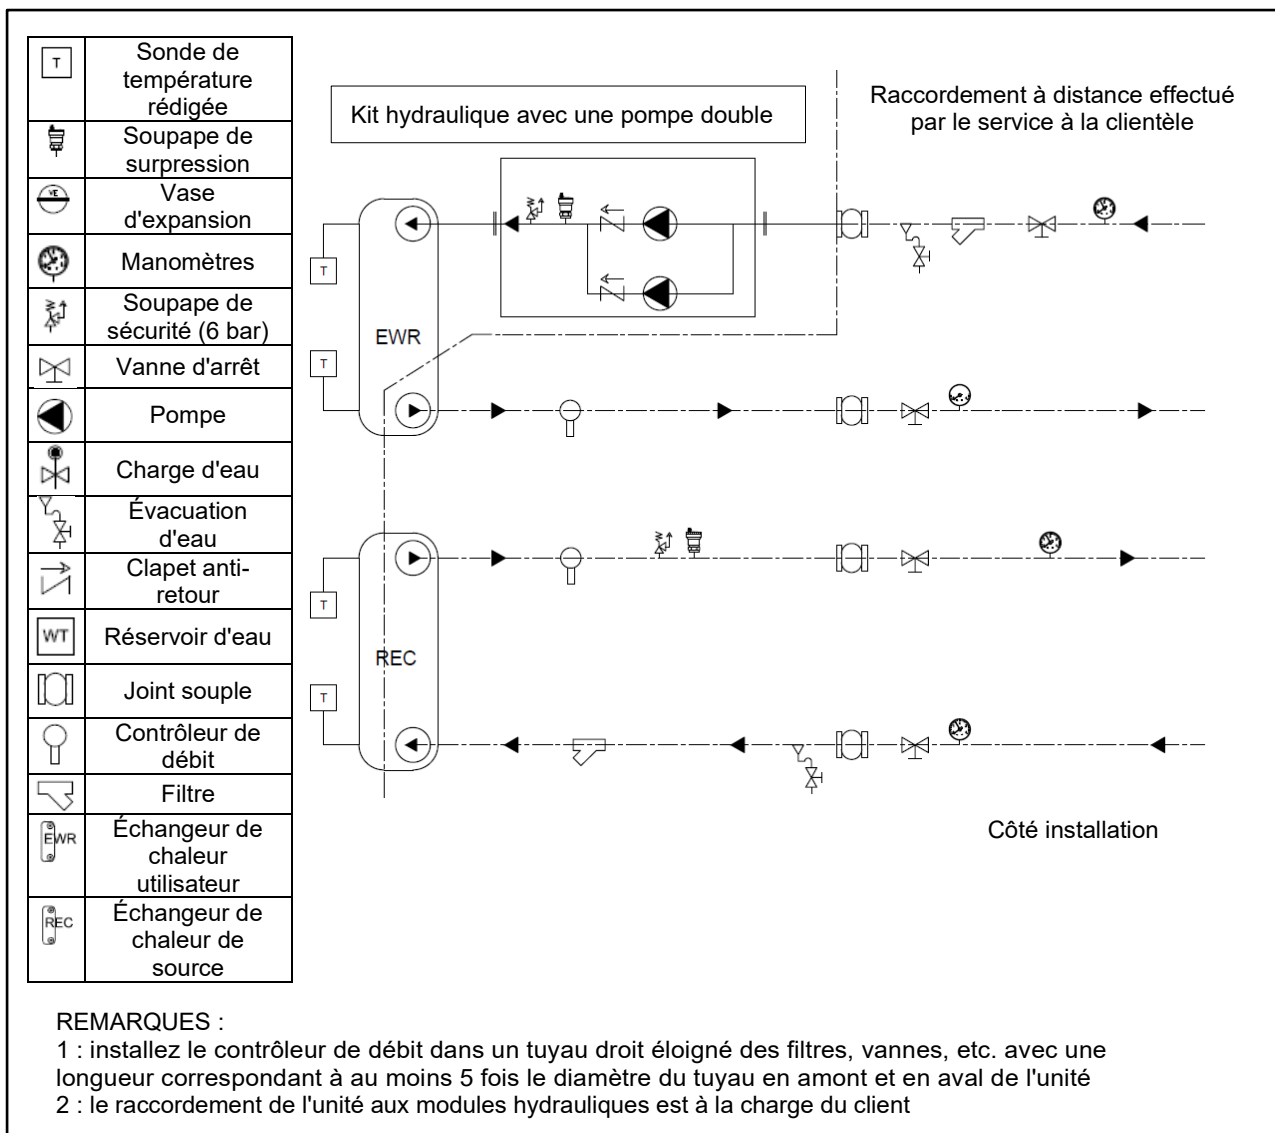 T
Sonde de
température
rédigée
Soupape de
surpression
VE
Vase
d'expansion
Manomètres
Soupape de
sécurité (6 bar)
Vanne d'arrêt
Pompe
Charge d'eau
Évacuation
d'eau
Clapet anti-
retour
WT
Réservoir d'eau
Joint souple
Contrôleur de
débit
Filtre
EWR
Échangeur de
chaleur
utilisateur
REC
Échangeur de
chaleur de
source
Kit hydraulique avec une pompe double
Raccordement à distance effectué
par le service à la clientèle
T
EWR
T
T
REC
T
Côté installation
REMARQUES :
1 : installez le contrôleur de débit dans un tuyau droit éloigné des filtres, vannes, etc. avec une
longueur correspondant à au moins 5 fois le diamètre du tuyau en amont et en aval de l'unité
2 : le raccordement de l'unité aux modules hydrauliques est à la charge du client